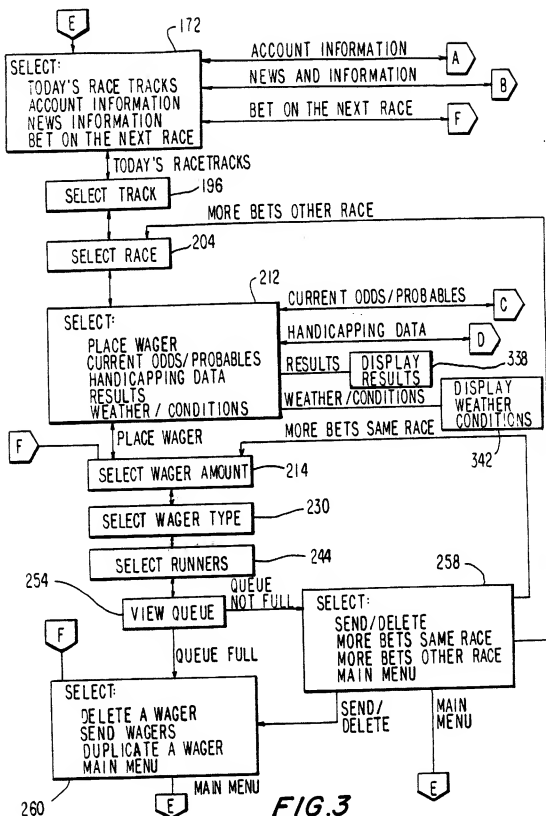 E
172
SELECT:
TODAY'S RACE TRACKS
ACCOUNT INFORMATION
NEWS INFORMATION
BET ON THE NEXT RACE
ACCOUNT INFORMATION
A
NEWS AND INFORMATION
B
BET ON THE NEXT RACE
F
TODAY'S RACETRACKS
SELECT TRACK
196
MORE BETS OTHER RACE
SELECT RACE
204
212
SELECT:
PLACE WAGER
CURRENT ODDS/PROBABLES
HANDICAPPING DATA
RESULTS
WEATHER / CONDITIONS
CURRENT ODDS/PROBABLES
C
HANDICAPPING DATA
D
RESULTS
DISPLAY
RESULTS
338
WEATHER/CONDITIONS
DISPLAY
WEATHER
CONDITIONS
342
PLACE WAGER
MORE BETS SAME RACE
F
SELECT WAGER AMOUNT
214
SELECT WAGER TYPE
230
SELECT RUNNERS
244
254
VIEW QUEUE
QUEUE
NOT FULL
258
SELECT:
SEND/DELETE
MORE BETS SAME RACE
MORE BETS OTHER RACE
MAIN MENU
F
QUEUE FULL
SELECT:
DELETE A WAGER
SEND WAGERS
DUPLICATE A WAGER
MAIN MENU
SEND/
DELETE
MAIN
MENU
260
MAIN MENU
E
E
FIG.3